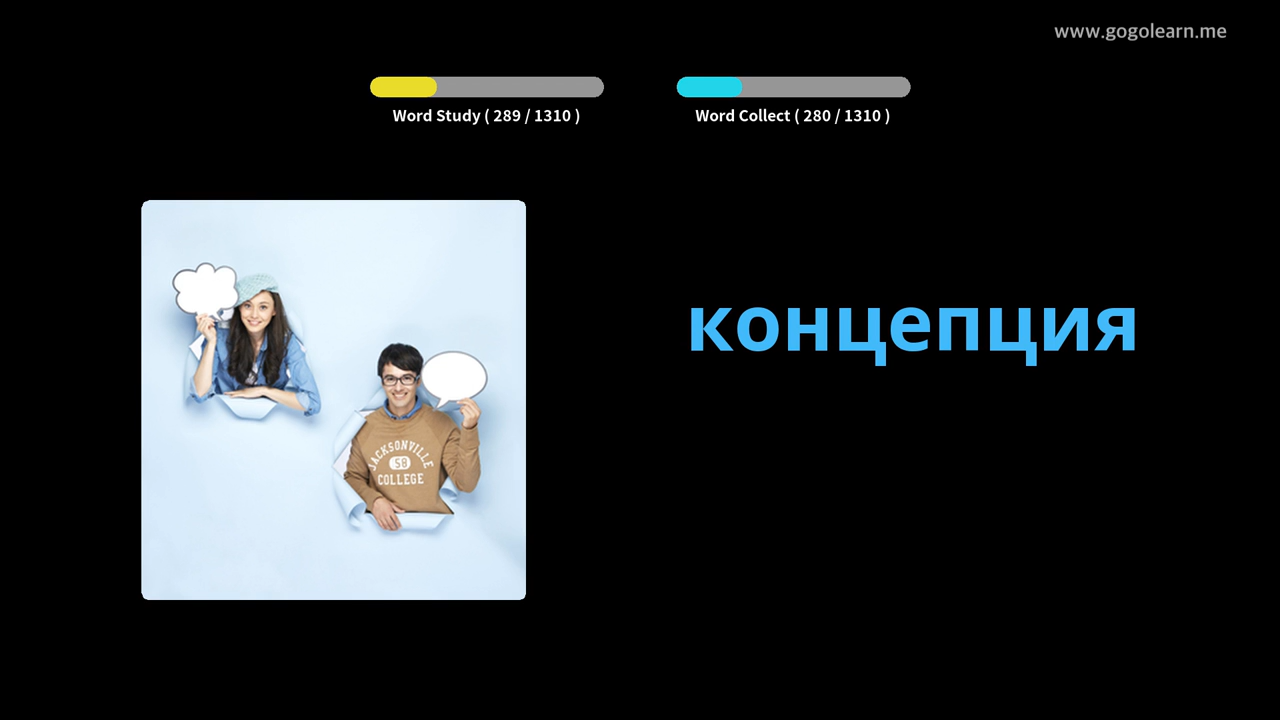 www.gogolearn.me
Word Study ( 289 / 1310 )
Word Collect ( 280 / 1310 )
концепция
JACKSONVILLE
58
COLLEGE